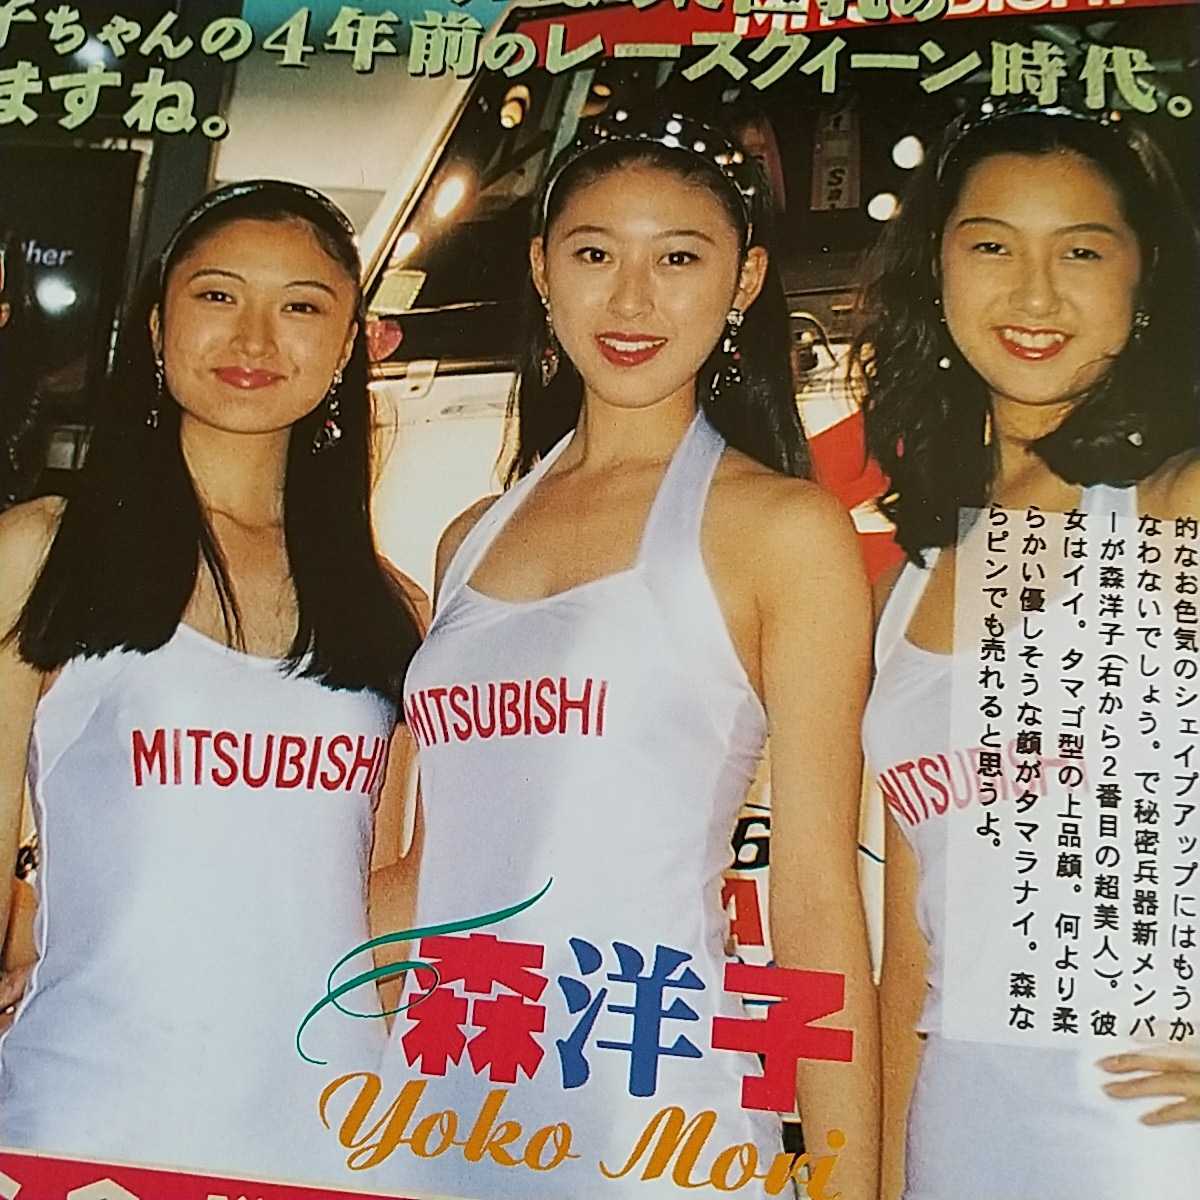 子ちゃんの4年前のレースクィーン時代。
ますね。
her
MITSUBISHI
MITSUBISHI
MITSUBISHI
的なお色気のシェイプアップにはもうか
なわないでしょう。で秘密兵器新メンバ
ーが森洋子(右から2番目の超美人)。彼
女はイイ。タマゴ型の上品顔。何より柔
らかい優しそうな顔がタマラナイ。森な
らピンでも売れると思うよ。
6
森洋子
Yoko Mori